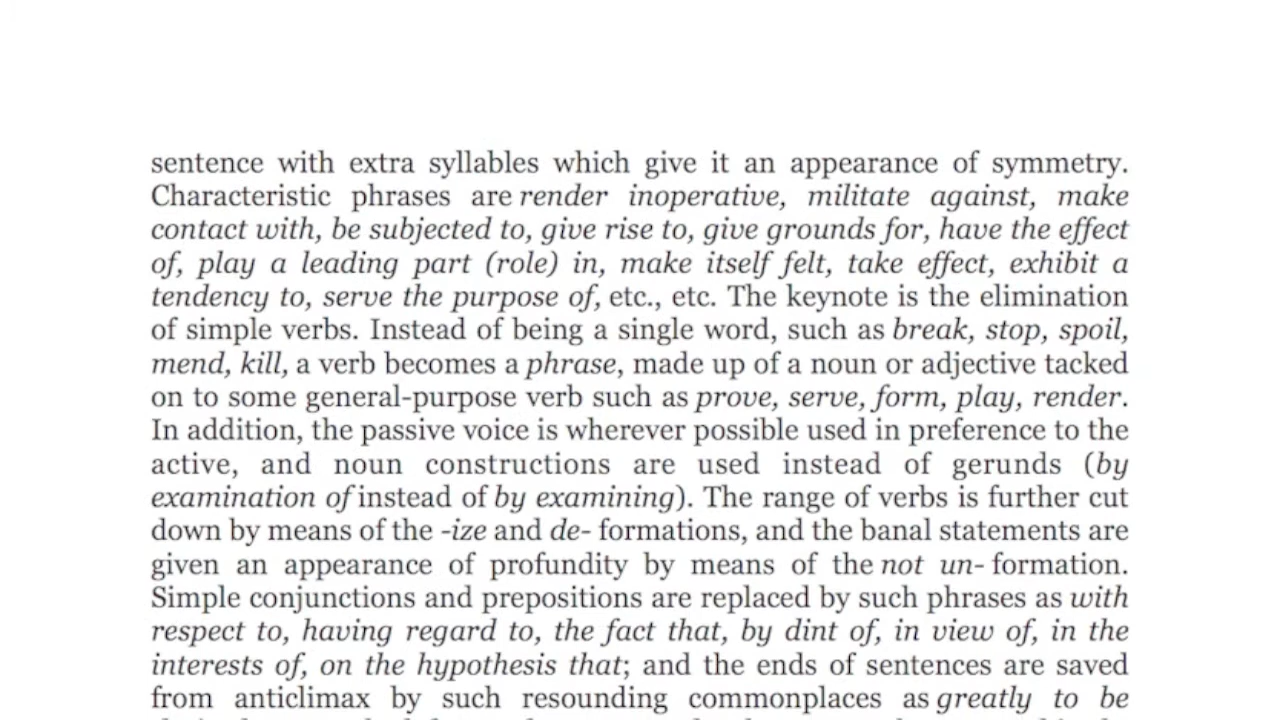 sentence with extra syllables which give it an appearance of symmetry.
Characteristic phrases are render inoperative, militate against, make
contact with, be subjected to, give rise to, give grounds for, have the effect
of, play a leading part (role) in, make itself felt, take effect, exhibit a
tendency to, serve the purpose of, etc., etc. The keynote is the elimination
of simple verbs. Instead of being a single word, such as break, stop, spoil,
mend, kill, a verb becomes a phrase, made up of a noun or adjective tacked
on to some general-purpose verb such as prove, serve, form, play, render.
In addition, the passive voice is wherever possible used in preference to the
active, and noun constructions are used instead of gerunds (by
examination of instead of by examining). The range of verbs is further cut
down by means of the -ize and de- formations, and the banal statements are
given an appearance of profundity by means of the not un- formation.
Simple conjunctions and prepositions are replaced by such phrases as with
respect to, having regard to, the fact that, by dint of, in view of, in the
interests of, on the hypothesis that; and the ends of sentences are saved
from anticlimax by such resounding commonplaces as greatly to be